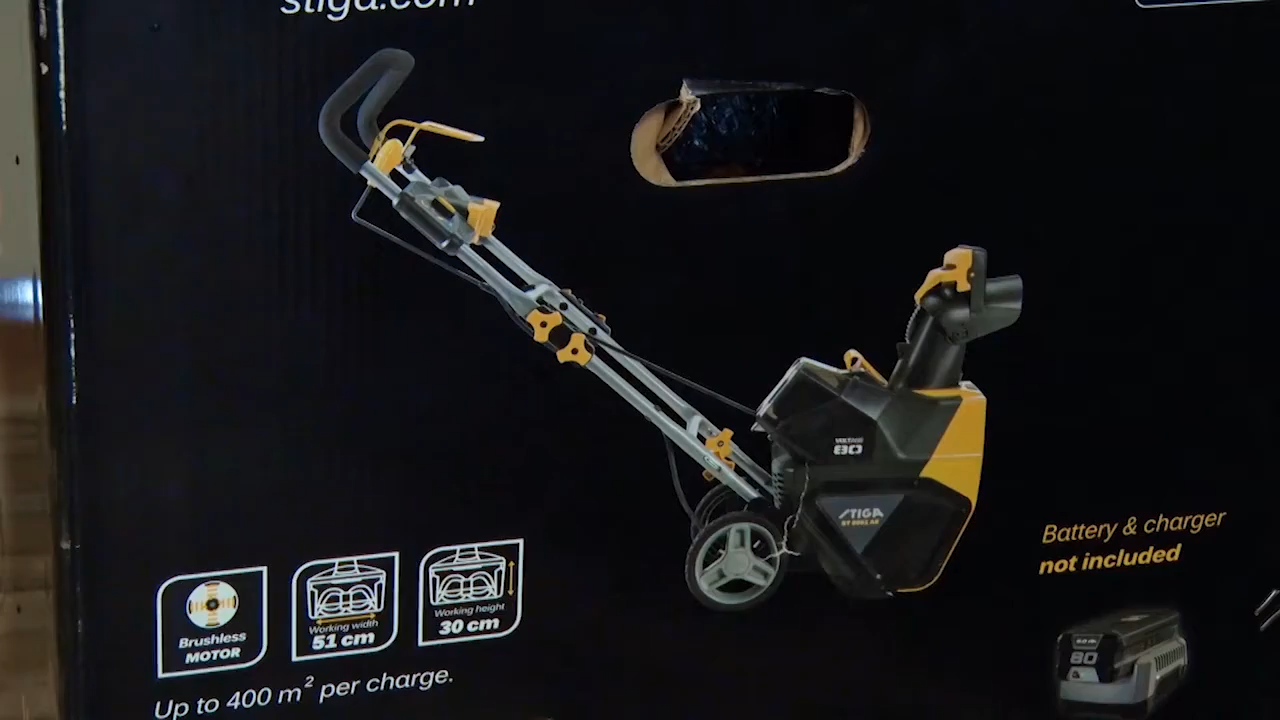 stiga.com
VOLTAGE
80
STIGA
Battery & charger
not included
Brushless
MOTOR
Working width
51 cm
Working height
30 cm
80
Up to 400 m² per charge.